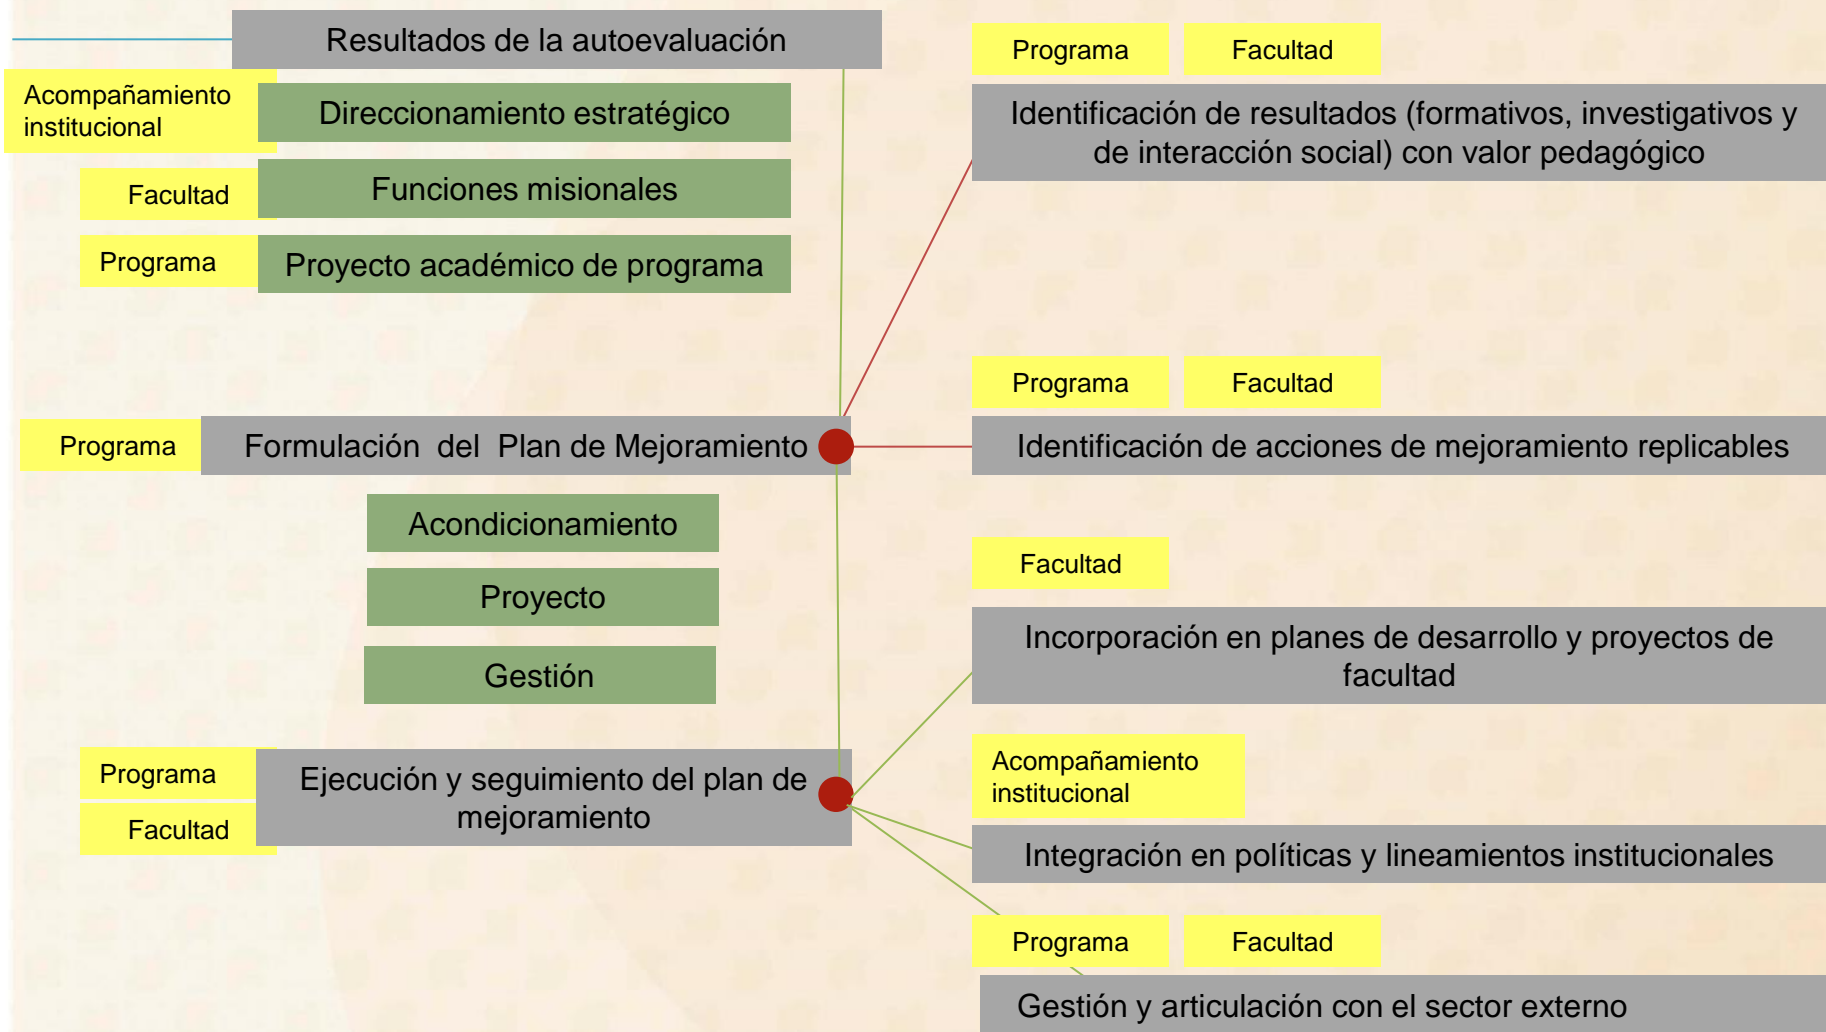 Resultados de la autoevaluación
Acompañamiento
institucional
Direccionamiento estratégico
Facultad
Funciones misionales
Programa
Proyecto académico de programa
Programa
Formulación  del  Plan de Mejoramiento
Acondicionamiento
Proyecto
Gestión
Programa
Facultad
Ejecución y seguimiento del plan de
mejoramiento
Programa
Facultad
Identificación de resultados (formativos, investigativos y
de interacción social) con valor pedagógico
Programa
Facultad
Identificación de acciones de mejoramiento replicables
Facultad
Incorporación en planes de desarrollo y proyectos de
facultad
Acompañamiento
institucional
Integración en políticas y lineamientos institucionales
Programa
Facultad
Gestión y articulación con el sector externo